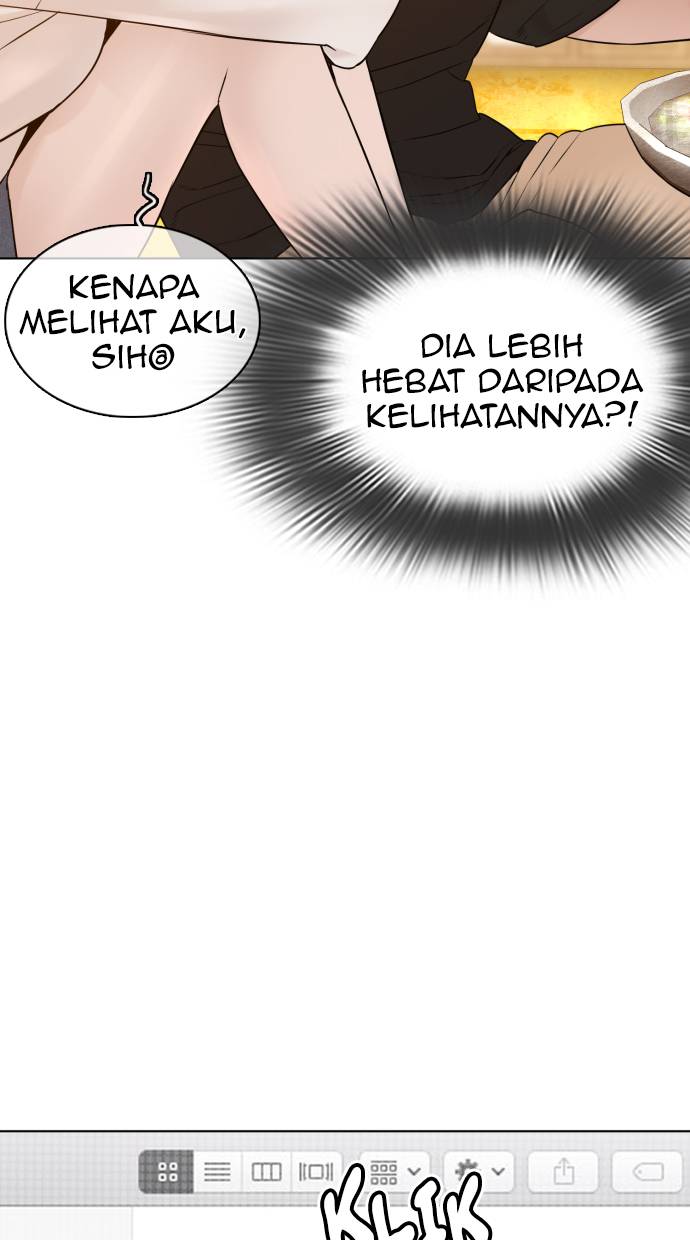 KENAPA
MELIHAT AKU,
SIH@
DIA LEBIH
HEBAT DARIPADA
KELIHATANNYA?!
KLIK